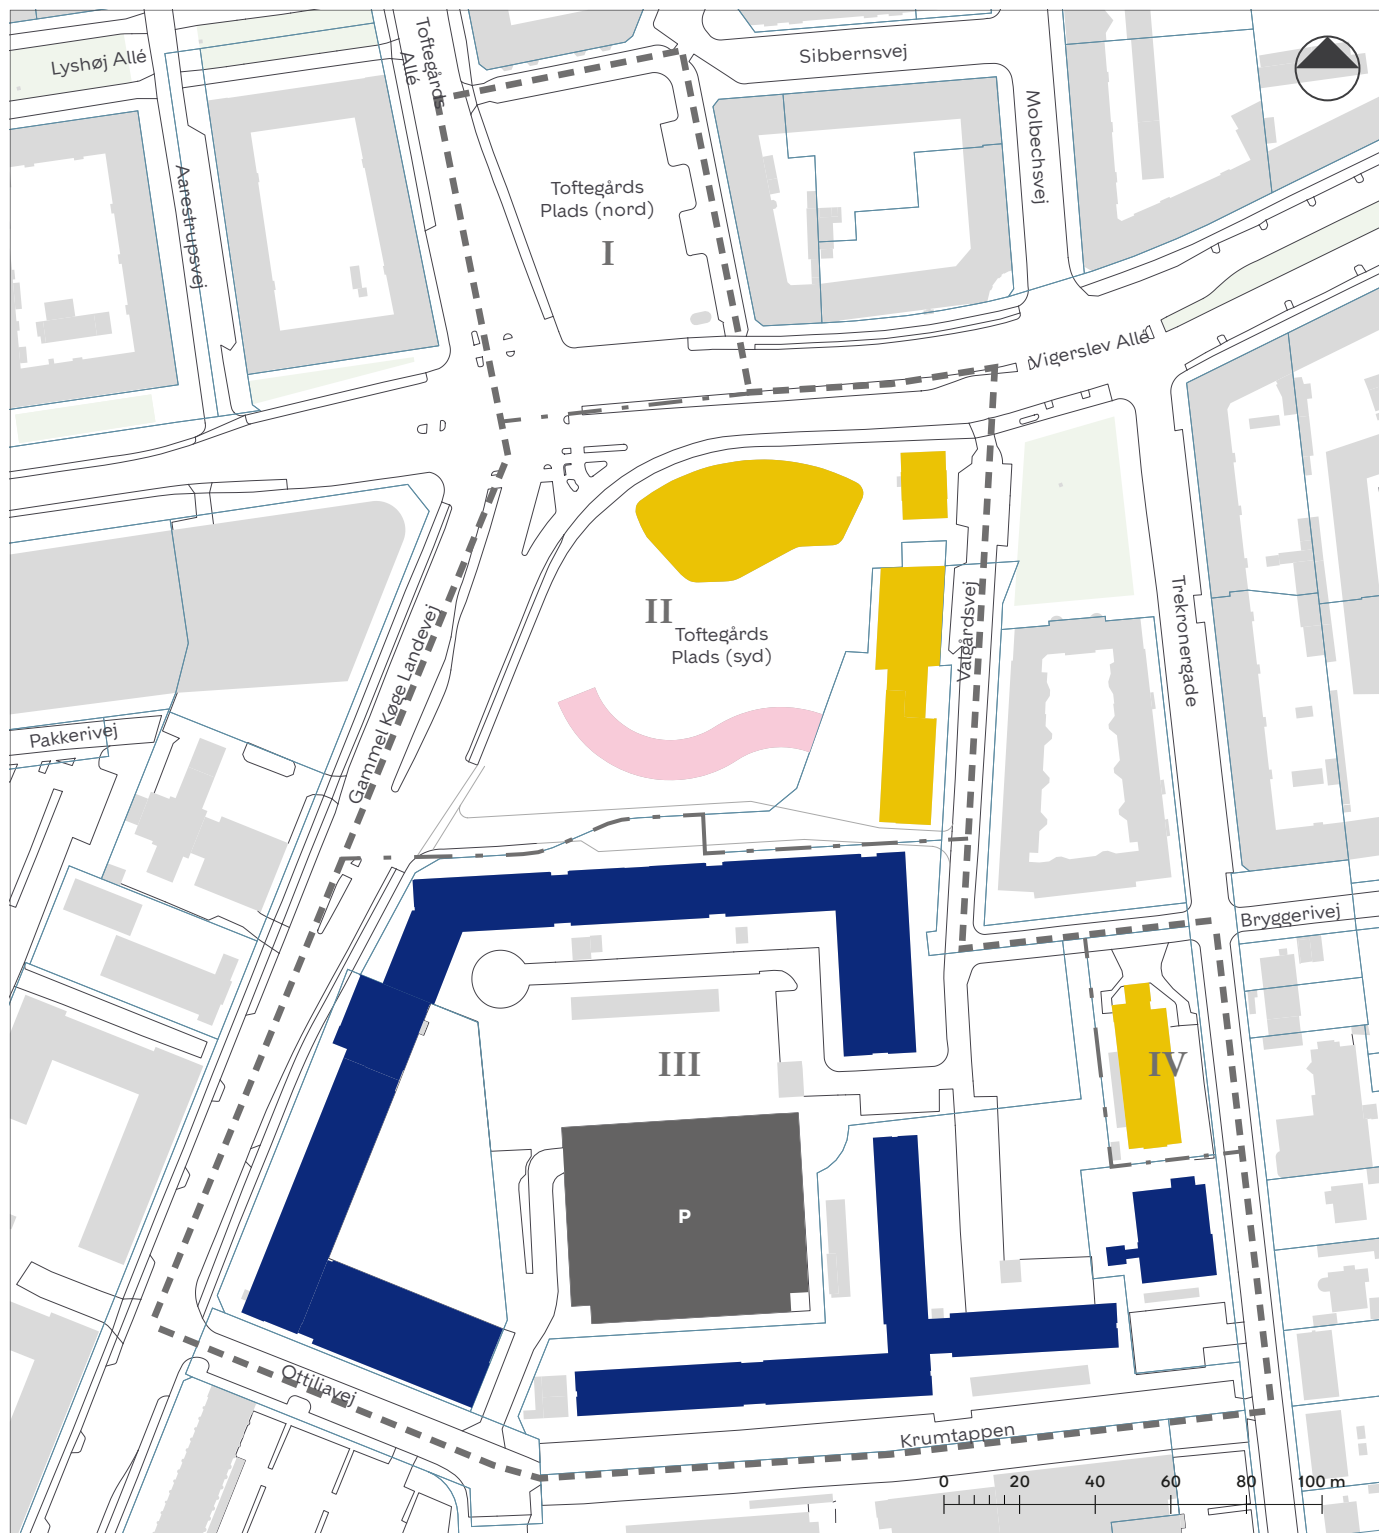 Lyshøj Allé
Toftegårds
Allé
Sibbernsvej
Molbechsvej
Aarestrupsvej
Toftegårds
Plads (nord)
I
Vigerslev Allé
II
Toftegårds
Plads (syd)
Valgårdsvej
Trekronergade
Gammel Køge Landevej
Pakkerivej
Bryggerivej
III
IV
P
Ottiliavej
Krumtappen
0 20 40 60 80 100 m